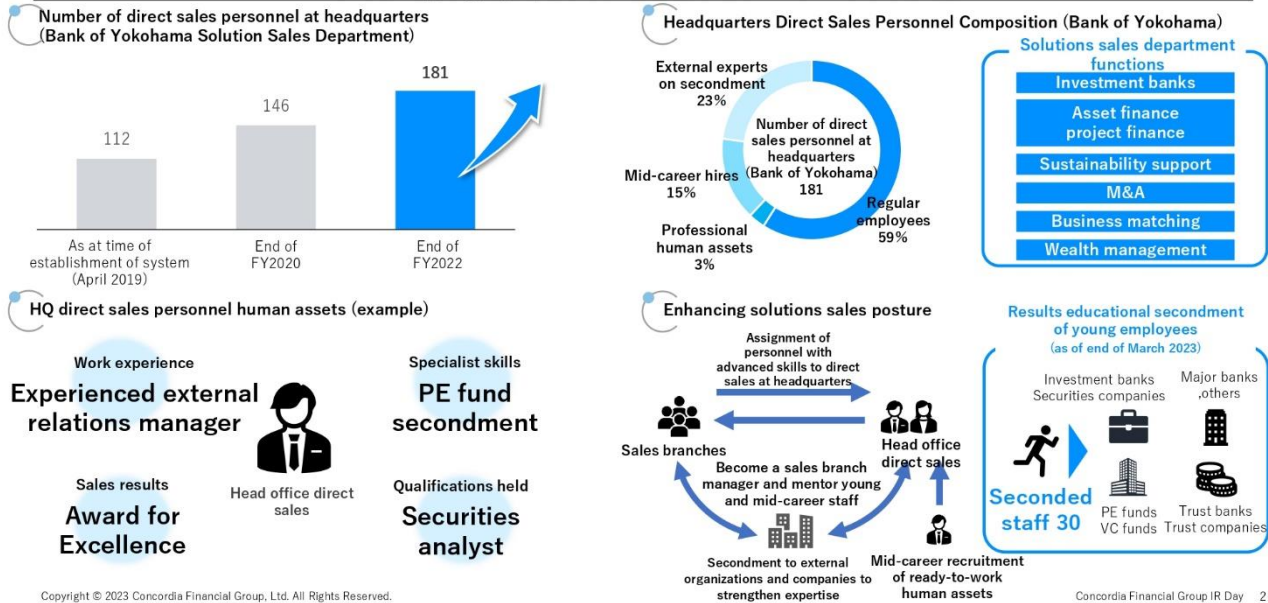 Number of direct sales personnel at headquarters
(Bank of Yokohama Solution Sales Department)
112
146
181
As at time of
establishment of system
(April 2019)
End of
FY2020
End of
FY2022
Headquarters Direct Sales Personnel Composition (Bank of Yokohama)
External experts
on secondment
23%
Mid-career hires
15%
Professional
human assets
3%
Number of direct
sales personnel at
headquarters
(Bank of Yokohama)
181
Regular
employees
59%
Solutions sales department
functions
Investment banks
Asset finance
project finance
Sustainability support
M&A
Business matching
Wealth management
HQ direct sales personnel human assets (example)
Work experience
Experienced external
relations manager
Specialist skills
PE fund
secondment
Sales results
Award for
Excellence
Head office direct
sales
Qualifications held
Securities
analyst
Enhancing solutions sales posture
Assignment of
personnel with
advanced skills to direct
sales at headquarters
Sales branches
Head office
direct sales
Become a sales branch
manager and mentor young
and mid-career staff
Secondment to external
organizations and companies to
strengthen expertise
Mid-career recruitment
of ready-to-work
human assets
Results educational secondment
of young employees
(as of end of March 2023)
Investment banks
Securities companies
Major banks
,others
Seconded
staff 30
PE funds
VC funds
Trust banks
Trust companies
Copyright © 2023 Concordia Financial Group, Ltd. All Rights Reserved.
Concordia Financial Group IR Day 2